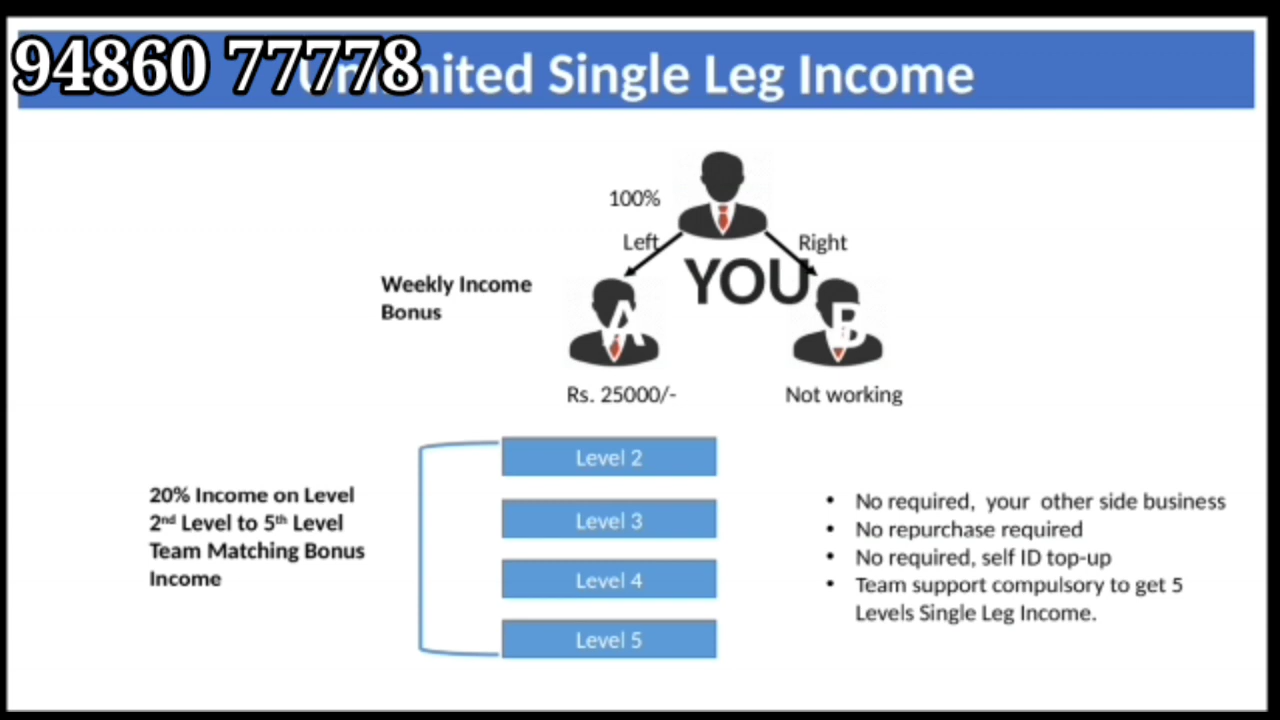 94860 77778
Unlimited Single Leg Income
100%
Left
Right
YOU
Weekly Income
Bonus
A
B
Rs. 25000/-
Not working
Level 2
Level 3
Level 4
Level 5
20% Income on Level
2nd Level to 5th Level
Team Matching Bonus
Income
• No required, your other side business
• No repurchase required
• No required, self ID top-up
• Team support compulsory to get 5
Levels Single Leg Income.